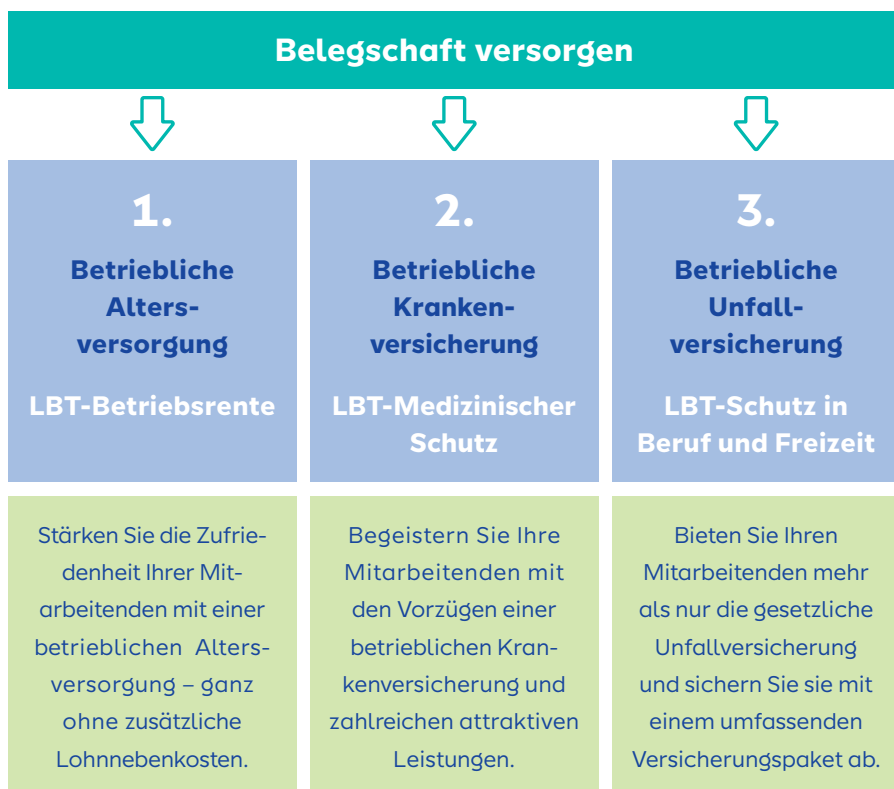 Belegschaft versorgen
1.
Betriebliche
Alters-
versorgung
LBT-Betriebsrente
Stärken Sie die Zufrie-
denheit Ihrer Mit-
arbeitenden mit einer
betrieblichen Alters-
versorgung – ganz
ohne zusätzliche
Lohnnebenkosten.
2.
Betriebliche
Kranken-
versicherung
LBT-Medizinischer
Schutz
Begeistern Sie Ihre
Mitarbeitenden mit
den Vorzügen einer
betrieblichen Kran-
kenversicherung und
zahlreichen attraktiven
Leistungen.
3.
Betriebliche
Unfall-
versicherung
LBT-Schutz in
Beruf und Freizeit
Bieten Sie Ihren
Mitarbeitenden mehr
als nur die gesetzliche
Unfallversicherung
und sichern Sie sie mit
einem umfassenden
Versicherungspaket ab.